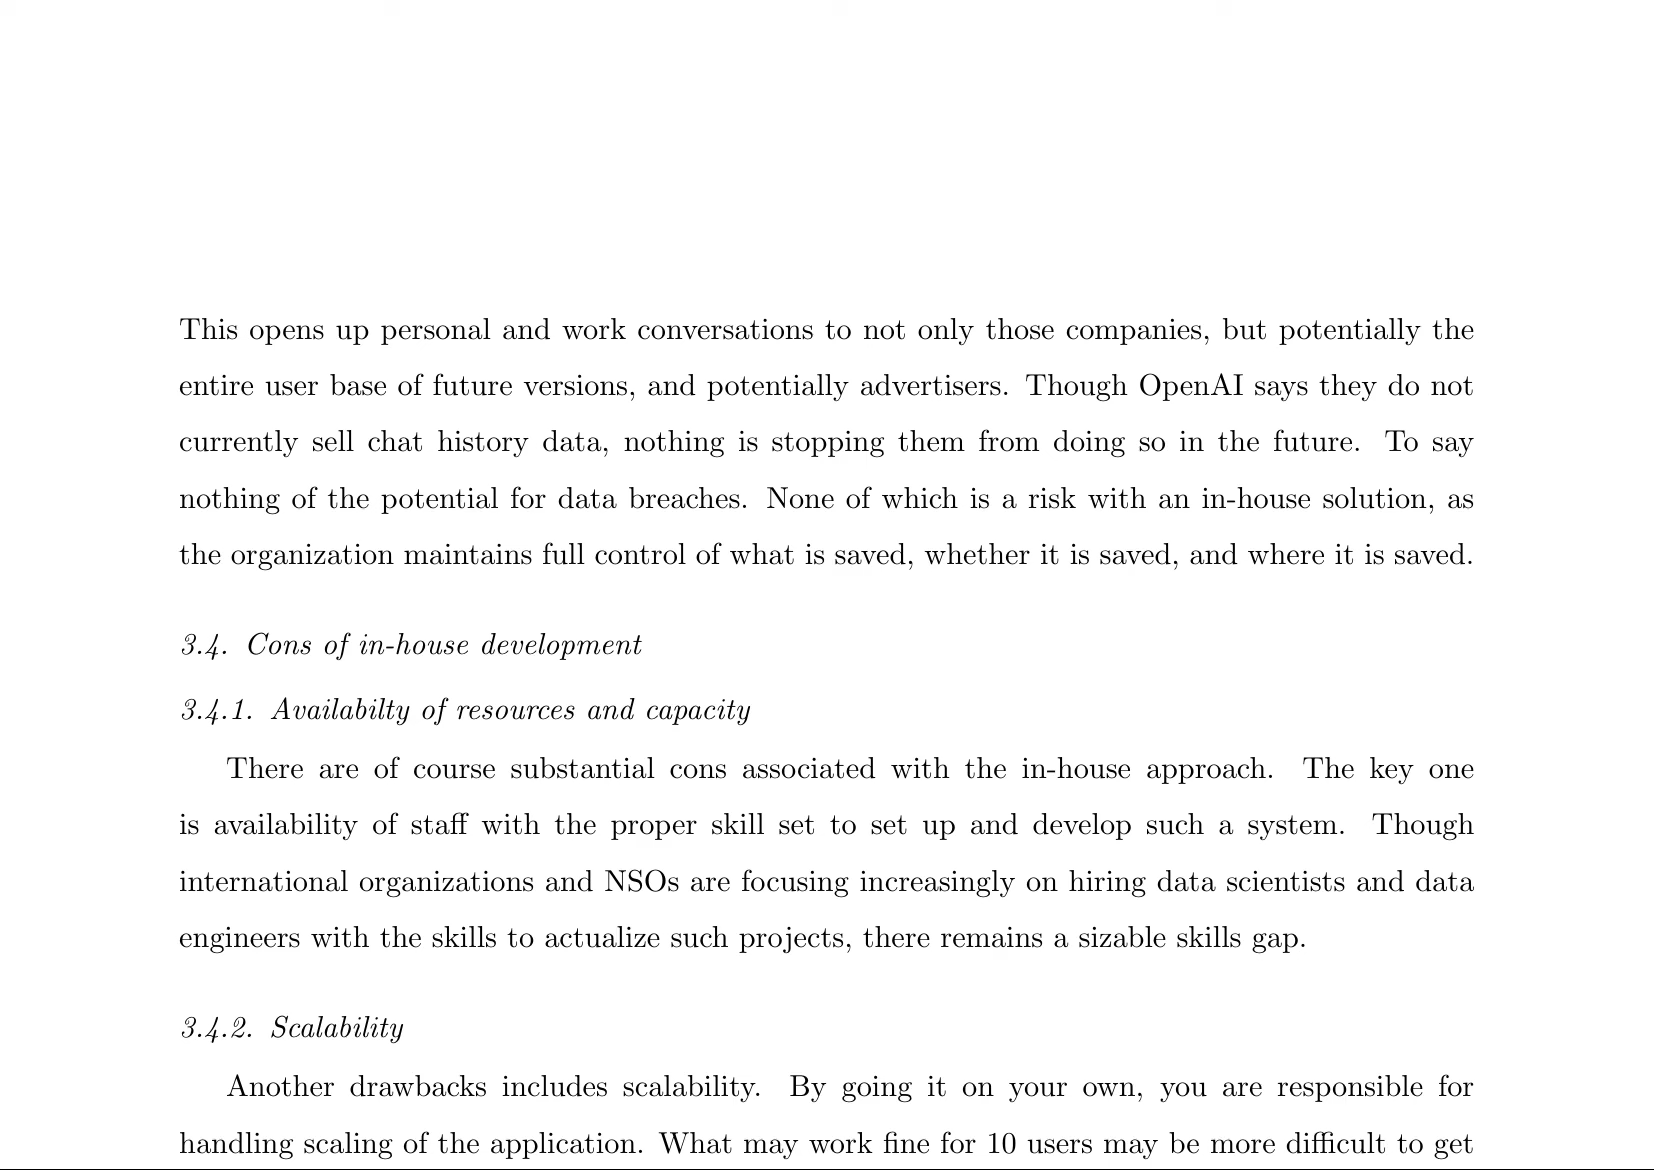 This opens up personal and work conversations to not only those companies, but potentially the
entire user base of future versions, and potentially advertisers. Though OpenAI says they do not
currently sell chat history data, nothing is stopping them from doing so in the future. To say
nothing of the potential for data breaches. None of which is a risk with an in-house solution, as
the organization maintains full control of what is saved, whether it is saved, and where it is saved.
3.4. Cons of in-house development
3.4.1. Availabilty of resources and capacity
There are of course substantial cons associated with the in-house approach. The key one
is availability of staff with the proper skill set to set up and develop such a system. Though
international organizations and NSOs are focusing increasingly on hiring data scientists and data
engineers with the skills to actualize such projects, there remains a sizable skills gap.
3.4.2. Scalability
Another drawbacks includes scalability. By going it on your own, you are responsible for
handling scaling of the application. What may work fine for 10 users may be more difficult to get